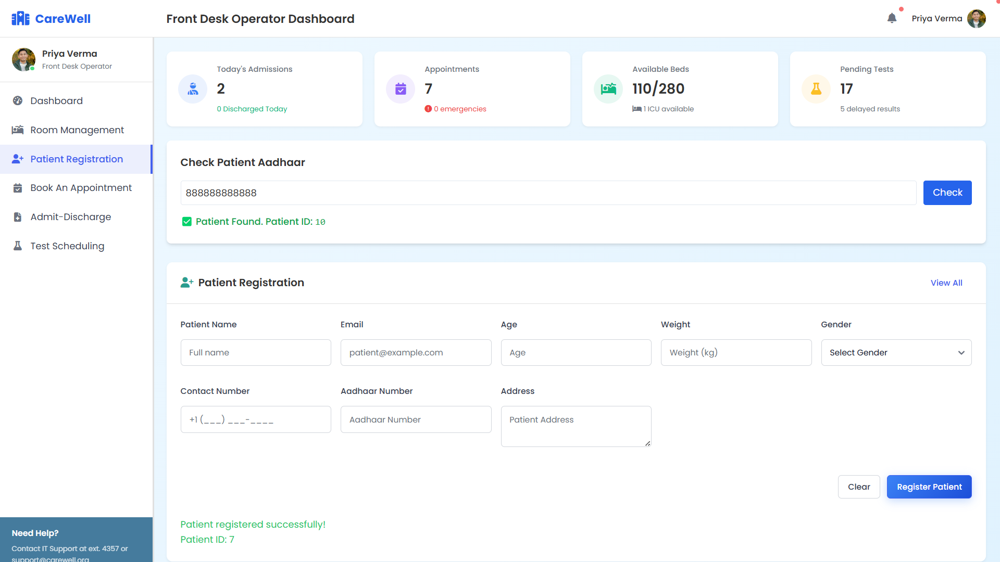 CareWell
Front Desk Operator Dashboard
Priya Verma
Priya Verma
Front Desk Operator
Dashboard
Room Management
Patient Registration
Book An Appointment
Admit-Discharge
Test Scheduling
Need Help?
Contact IT Support at ext. 4357 or
support@carewell.org
Today's Admissions
2
0 Discharged Today
Appointments
7
0 emergencies
Available Beds
110/280
1 ICU available
Pending Tests
17
5 delayed results
Check Patient Aadhaar
888888888888
Check
Patient Found. Patient ID: 10
Patient Registration
View All
Patient Name
Full name
Email
patient@example.com
Age
Age
Weight
Weight (kg)
Gender
Select Gender
Contact Number
+1 (___) ___-____
Aadhaar Number
Aadhaar Number
Address
Patient Address
Clear
Register Patient
Patient registered successfully!
Patient ID: 7